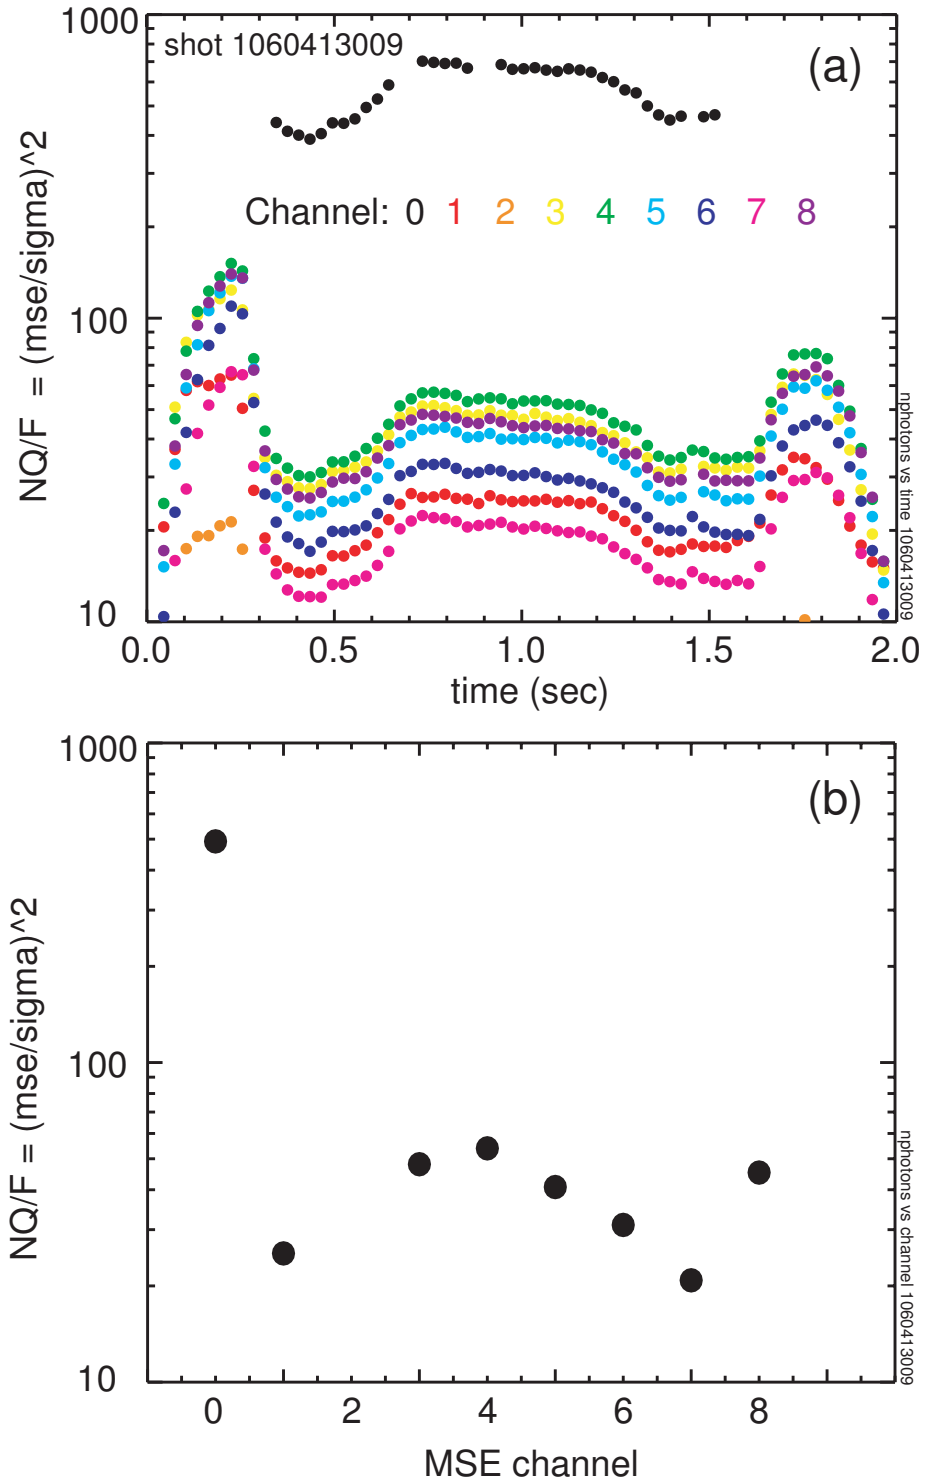 1000
shot 1060413009
(a)
Channel: 0 1 2 3 4 5 6 7 8
100
10
NQ/F = (mse/sigma)^2
nphotons vs time 1060413009
0.0 0.5 1.0 1.5 2.0
time (sec)
1000
(b)
100
10
NQ/F = (mse/sigma)^2
nphotons vs channel 1060413009
0 2 4 6 8
MSE channel